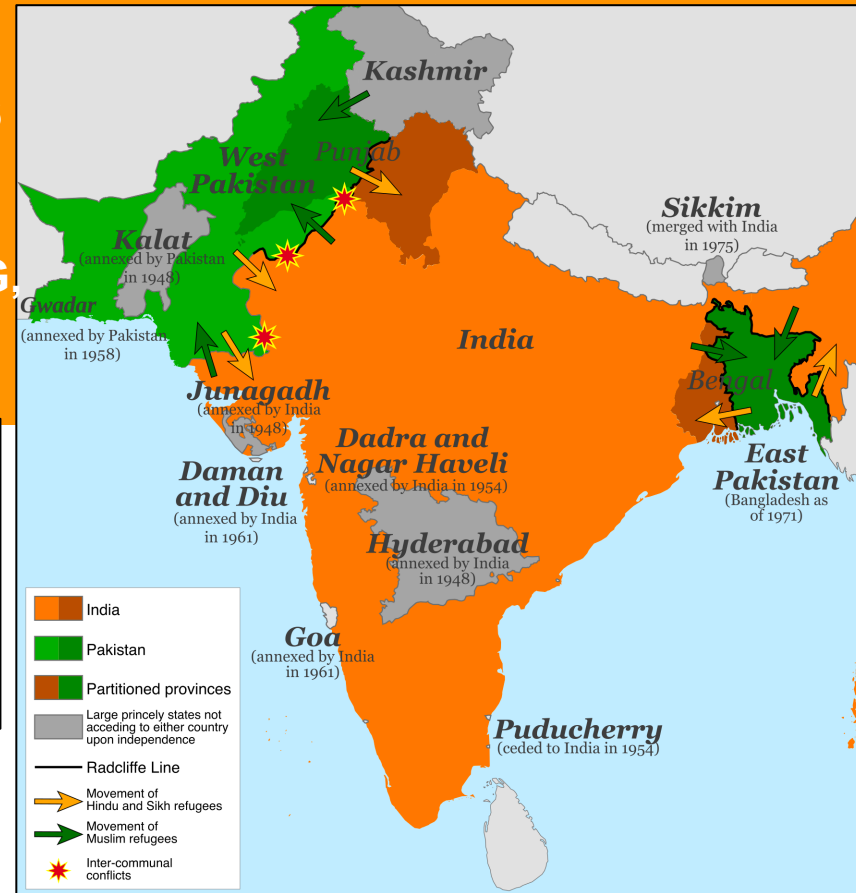 Kashmir
Punjab
West
Pakistan
Sikkim
(merged with India
in 1975)
Kalat
(annexed by Pakistan
in 1948)
G,
Gwadar
(annexed by Pakistan
in 1958)
India
Bengal
Junagadh
(annexed by India
in 1948)
Dadra and
Nagar Haveli
(annexed by India in 1954)
East
Pakistan
(Bangladesh as
of 1971)
Daman
and Diu
(annexed by India
in 1961)
Hyderabad
(annexed by India
in 1948)
Goa
(annexed by India
in 1961)
Puducherry
(ceded to India in 1954)
India
Pakistan
Partitioned provinces
Large princely states not
acceding to either country
upon independence
Radcliffe Line
Movement of
Hindu and Sikh refugees
Movement of
Muslim refugees
Inter-communal
conflicts